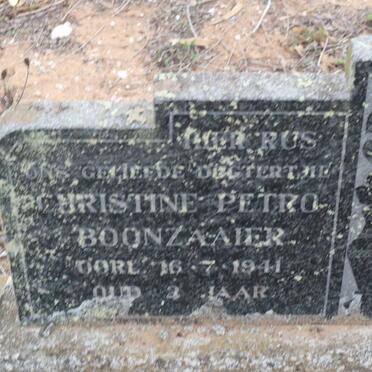 HIER RUS
ONS GELIEFDE DOGTERTJIE
CHRISTINE PETRO
BOONZAAIER
OORL. 16-7-1941
OUD 3 JAAR